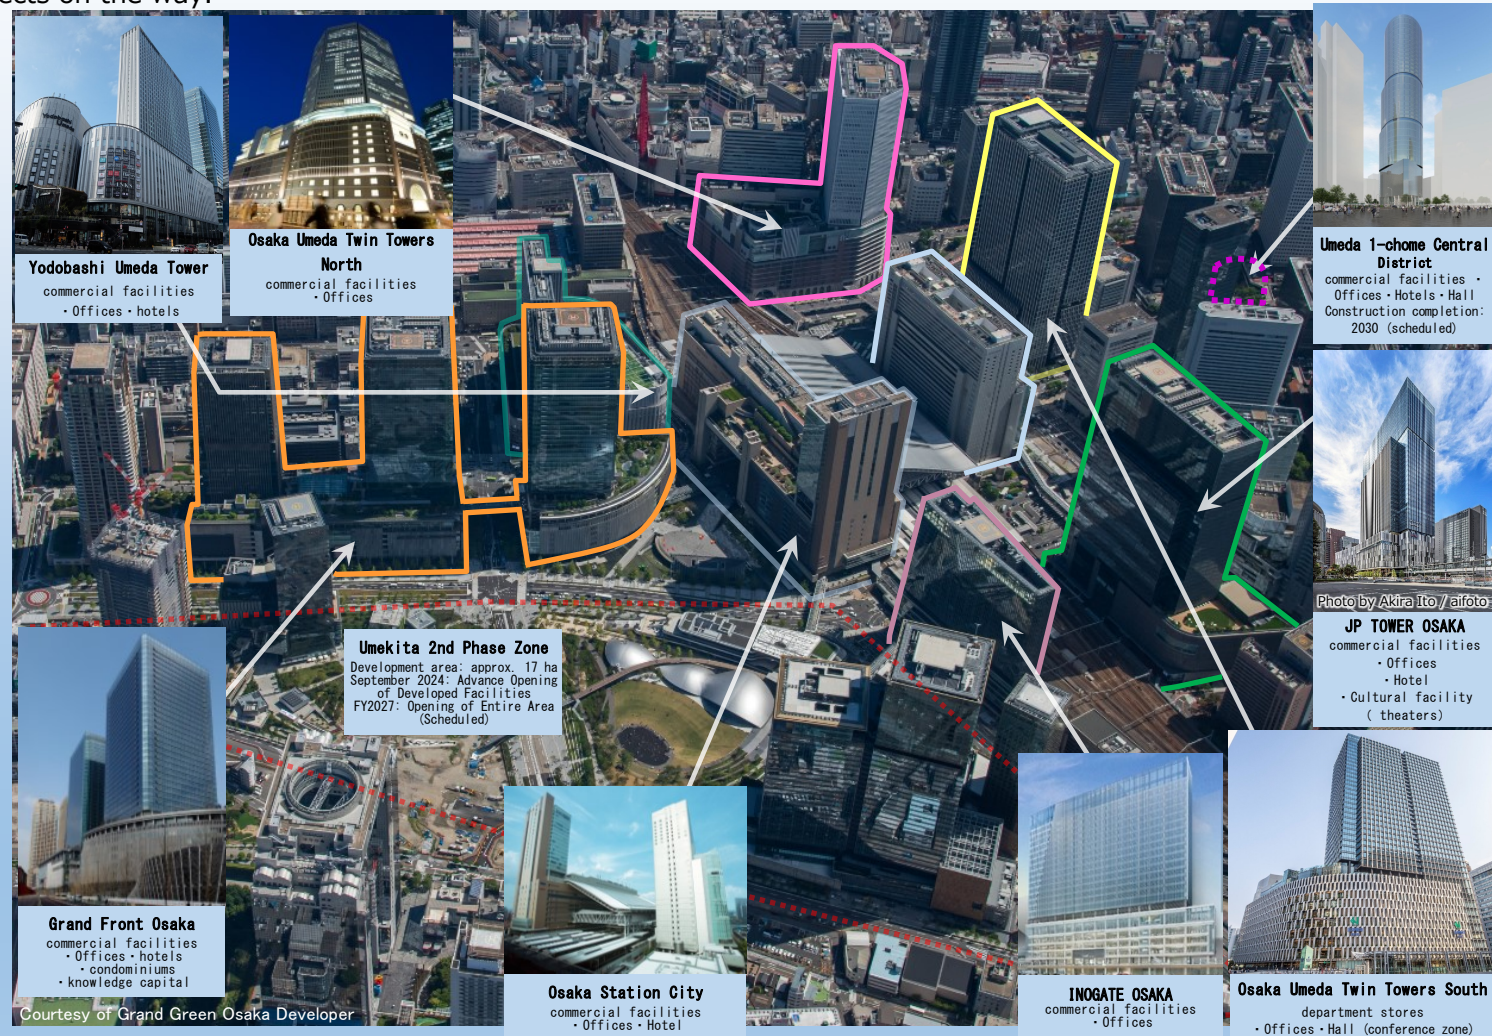 ects on the way.
Yodobashi Umeda Tower
commercial facilities
・Offices・hotels
Osaka Umeda Twin Towers
North
commercial facilities
・Offices
Umeda 1-chome Central
District
commercial facilities ・
Offices・Hotels・Hall
Construction completion:
2030 (scheduled)
Photo by Akira Ito / aifoto
JP TOWER OSAKA
commercial facilities
・Offices
・Hotel
・Cultural facility
( theaters)
Umekita 2nd Phase Zone
Development area: approx. 17 ha
September 2024: Advance Opening
of Developed Facilities
FY2027: Opening of Entire Area
(Scheduled)
Grand Front Osaka
commercial facilities
・Offices・hotels
・condominiums
・knowledge capital
Courtesy of Grand Green Osaka Developer
Osaka Station City
commercial facilities
・Offices・Hotel
INOGATE OSAKA
commercial facilities
・Offices
Osaka Umeda Twin Towers South
department stores
・Offices・Hall (conference zone)